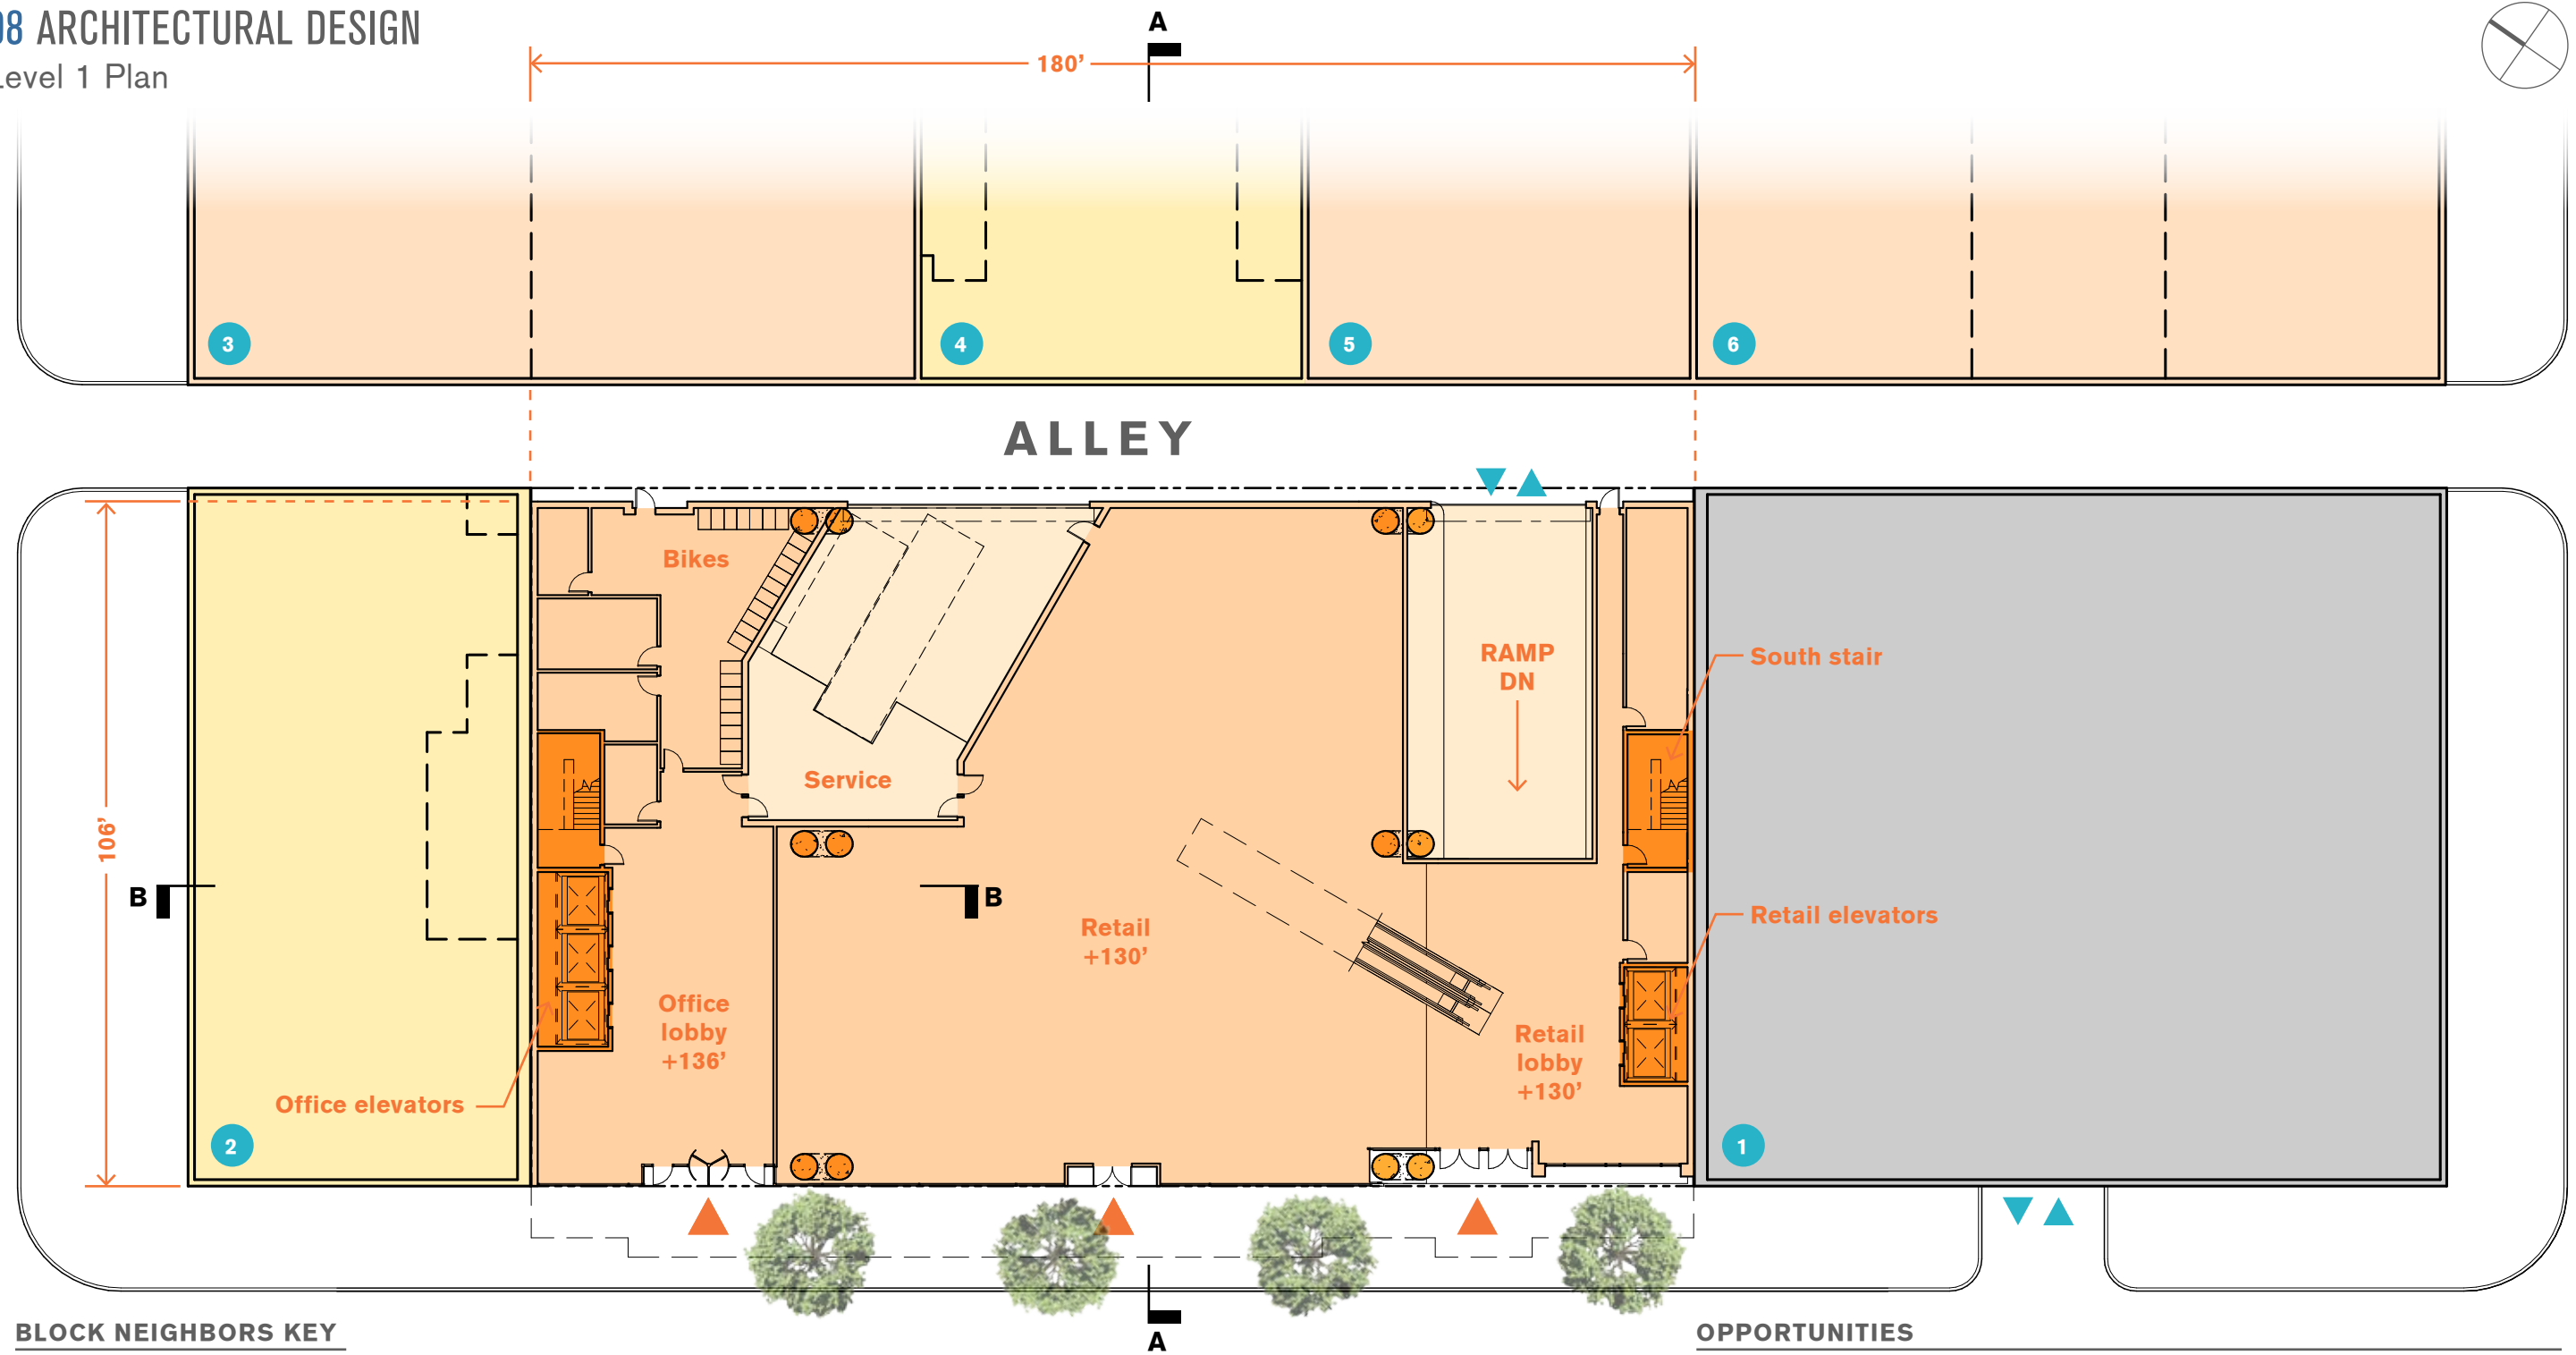 08 ARCHITECTURAL DESIGN
Level 1 Plan
A
180’
3
4
5
6
ALLEY
Bikes
RAMP
DN
South stair
Service
106’
B
B
Retail
+130’
Retail elevators
Office
lobby
+136’
Retail
lobby
+130’
Office elevators
2
1
A
BLOCK NEIGHBORS KEY
OPPORTUNITIES